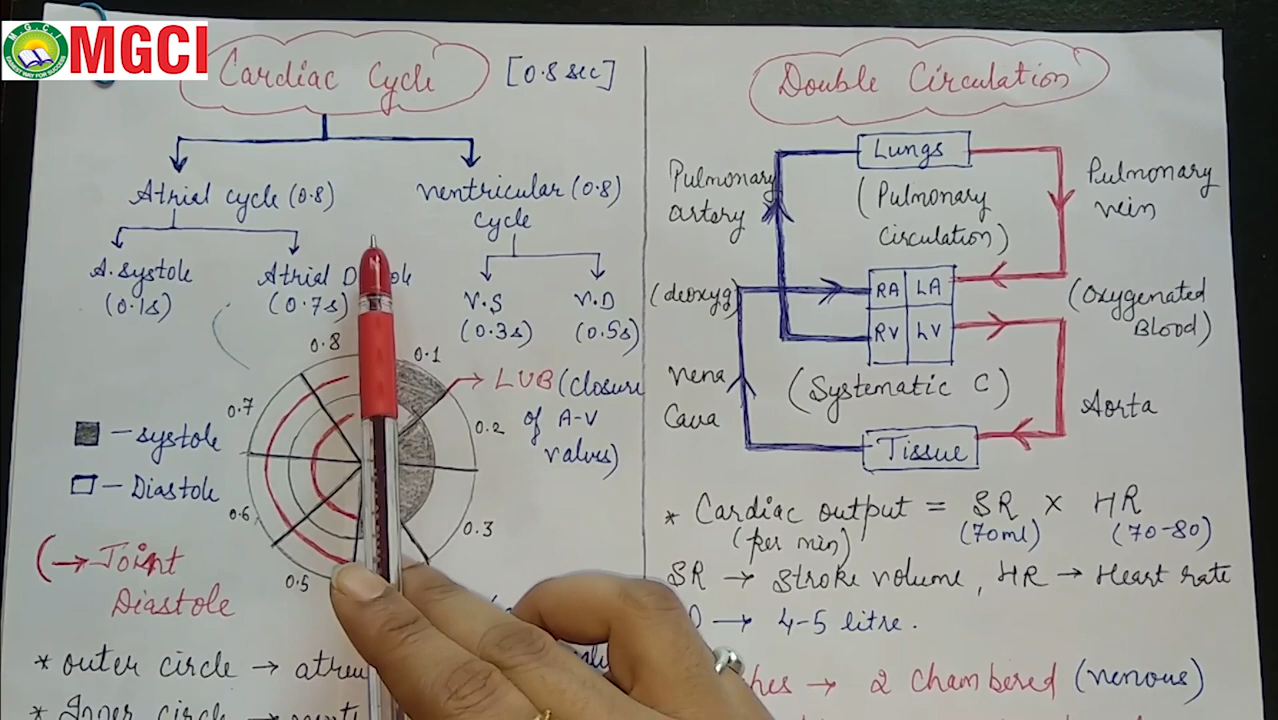 MGCI
M.G.C.I
Cardiac Cycle [0.8 sec]
Atrial cycle (0.8)
ventricular (0.8)
cycle
A.systole
(0.1s)
Atrial
(0.7s)
V.S
(0.3s)
V.D
(0.5s)
0.8
0.1
0.7
0.2
0.6
0.3
0.5
→ LUB (closure
of A-V
valves)
- systole
- Diastole
(→ Joint
Diastole
* outer circle →
* Inner circle →
Double Circulation
Lungs
Pulmonary
artery
(Pulmonary
circulation)
Pulmonary
vein
(deoxyg)
RA LA
RV LV
(Oxygenated
Blood)
Vena
Cava
(Systematic C)
Aorta
Tissue
* Cardiac output = SR x HR
(per min) (70ml) (70-80)
SR → Stroke volume, HR → Heart rate
→ 4-5 litre.
→ 2 chambered (venous)